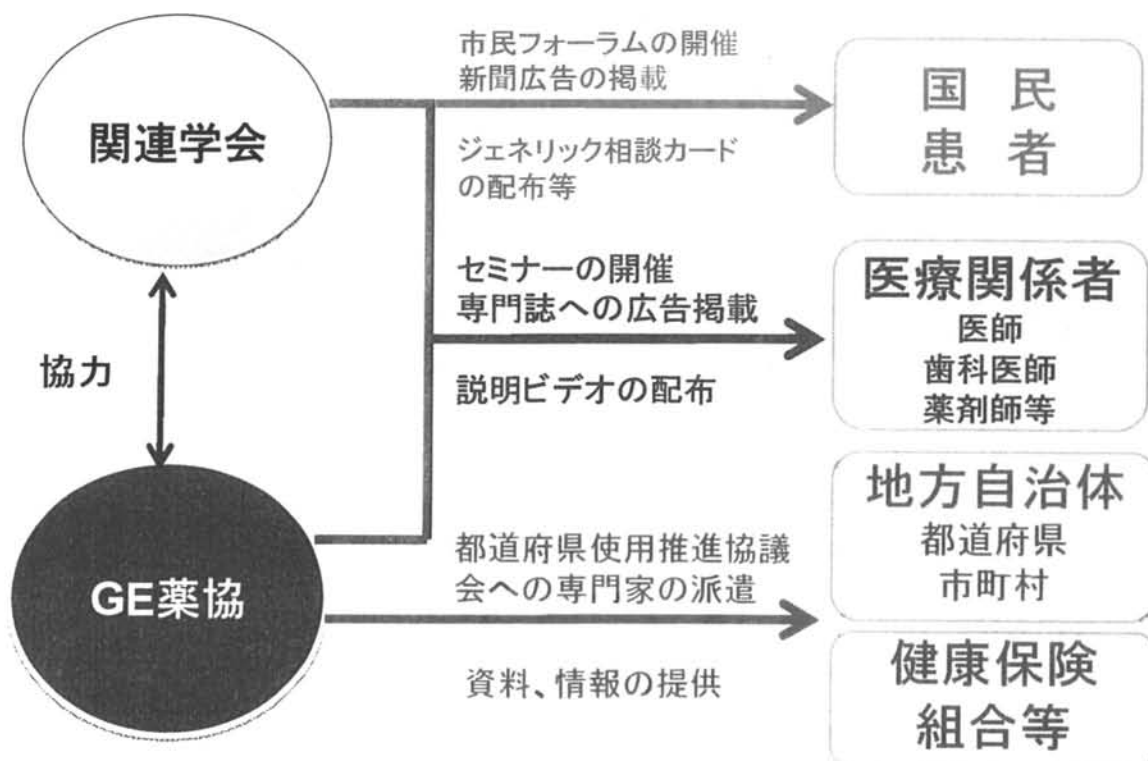 関連学会
協力
GE薬協
市民フォーラムの開催
新聞広告の掲載
ジェネリック相談カード
の配布等
セミナーの開催
専門誌への広告掲載
説明ビデオの配布
都道府県使用推進協議
会への専門家の派遣
資料、情報の提供
国 民
患 者
医療関係者
医師
歯科医師
薬剤師等
地方自治体
都道府県
市町村
健康保険
組合等